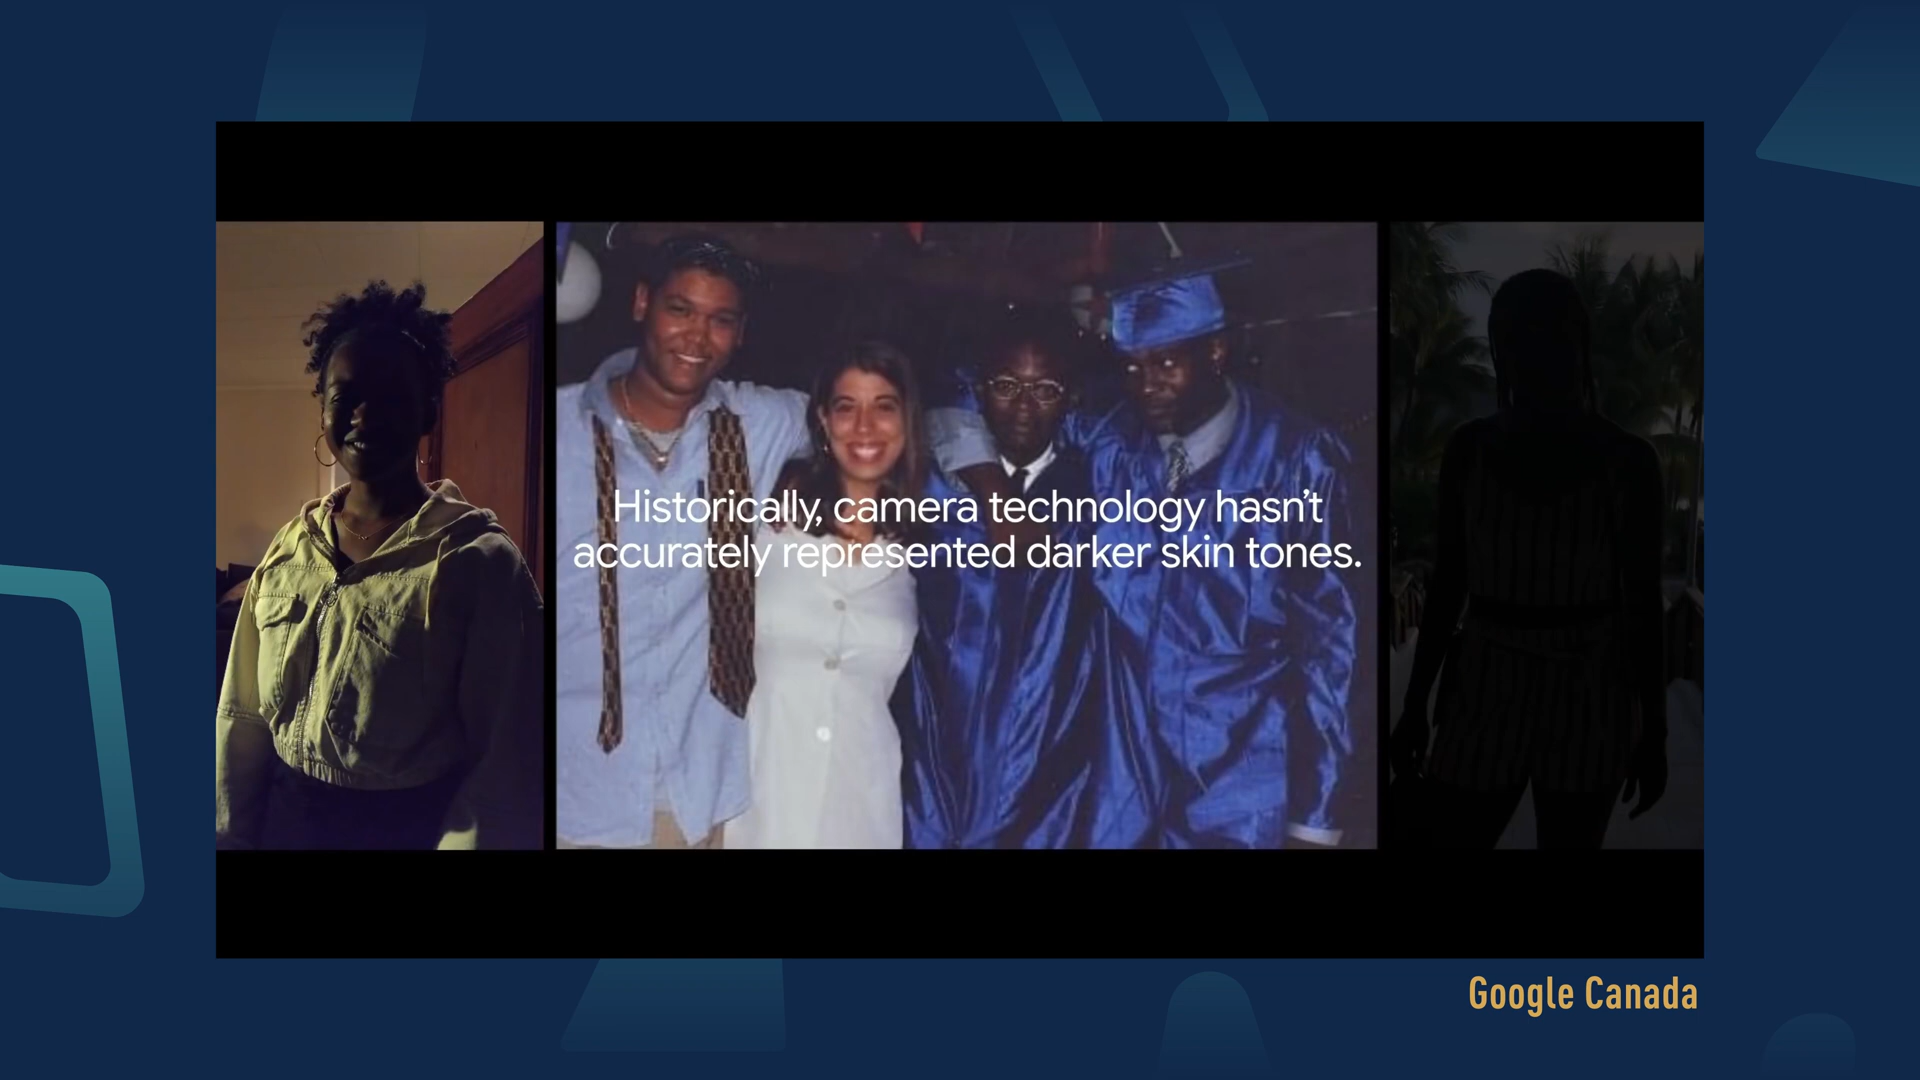 Historically, camera technology hasn't
accurately represented darker skin tones.
Google Canada